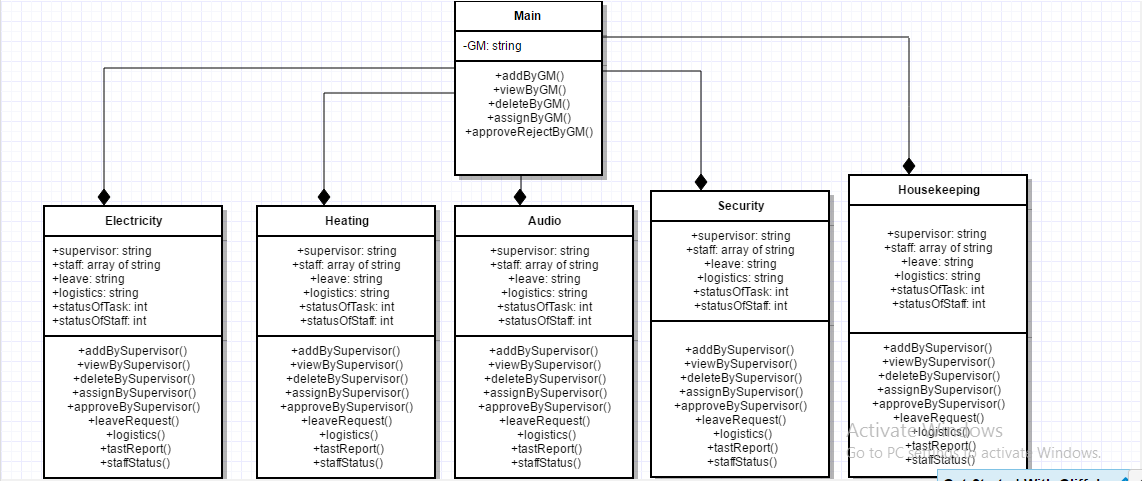 Main
-GM: string
+addByGM()
+viewByGM()
+deleteByGM()
+assignByGM()
+approveRejectByGM()
Electricity
+supervisor: string
+staff: array of string
+leave: string
+logistics: string
+statusOfTask: int
+statusOfStaff: int
+addBySupervisor()
+viewBySupervisor()
+deleteBySupervisor()
+assignBySupervisor()
+approveBySupervisor()
+leaveRequest()
+logistics()
+tastReport()
+staffStatus()
Heating
+supervisor: string
+staff: array of string
+leave: string
+logistics: string
+statusOfTask: int
+statusOfStaff: int
+addBySupervisor()
+viewBySupervisor()
+deleteBySupervisor()
+assignBySupervisor()
+approveBySupervisor()
+leaveRequest()
+logistics()
+tastReport()
+staffStatus()
Audio
+supervisor: string
+staff: array of string
+leave: string
+logistics: string
+statusOfTask: int
+statusOfStaff: int
+addBySupervisor()
+viewBySupervisor()
+deleteBySupervisor()
+assignBySupervisor()
+approveBySupervisor()
+leaveRequest()
+logistics()
+tastReport()
+staffStatus()
Security
+supervisor: string
+staff: array of string
+leave: string
+logistics: string
+statusOfTask: int
+statusOfStaff: int
+addBySupervisor()
+viewBySupervisor()
+deleteBySupervisor()
+assignBySupervisor()
+approveBySupervisor()
+leaveRequest()
+logistics()
+tastReport()
+staffStatus()
Housekeeping
+supervisor: string
+staff: array of string
+leave: string
+logistics: string
+statusOfTask: int
+statusOfStaff: int
+addBySupervisor()
+viewBySupervisor()
+deleteBySupervisor()
+assignBySupervisor()
+approveBySupervisor()
+leaveRequest()
+logistics()
+tastReport()
+staffStatus()
Activate Windows
Go to PC settings to activate Windows.
Get Started With